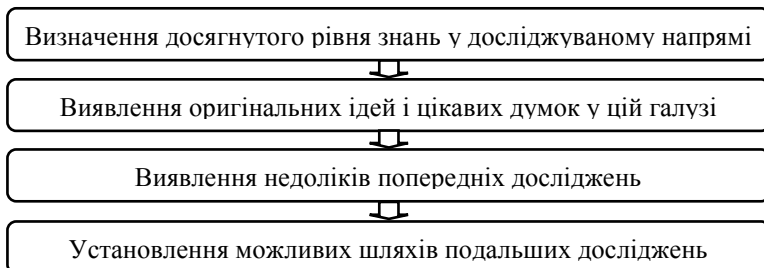 Визначення досягнутого рівня знань у досліджуваному напрямі
Виявлення оригінальних ідей і цікавих думок у цій галузі
Виявлення недоліків попередніх досліджень
Установлення можливих шляхів подальших досліджень